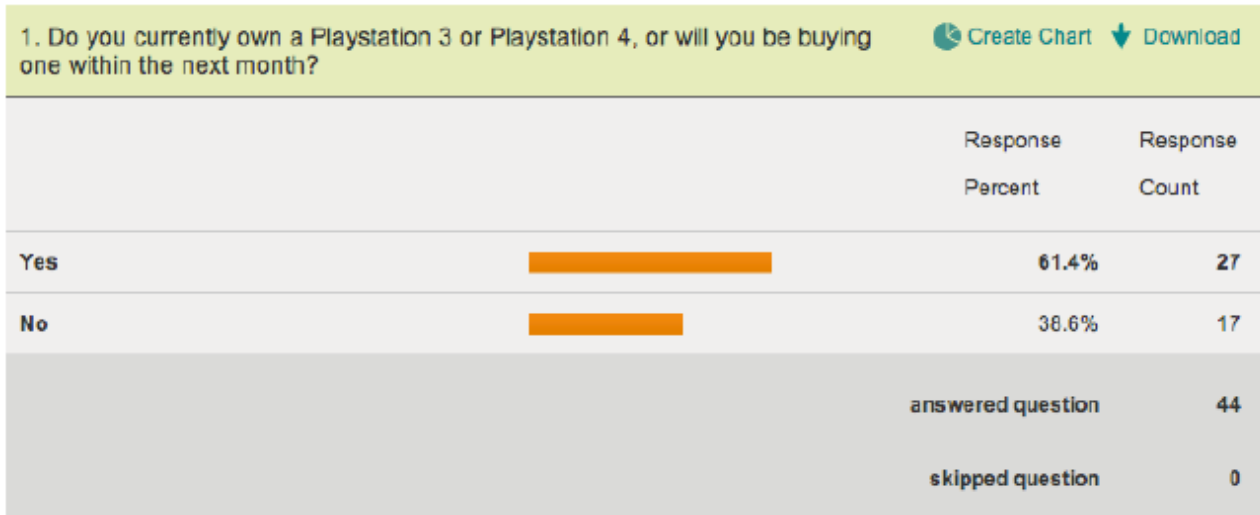 1. Do you currently own a Playstation 3 or Playstation 4, or will you be buying
one within the next month?
Create Chart Download
Response Response
Percent Count
Yes 61.4% 27
No 38.6% 17
answered question 44
skipped question 0